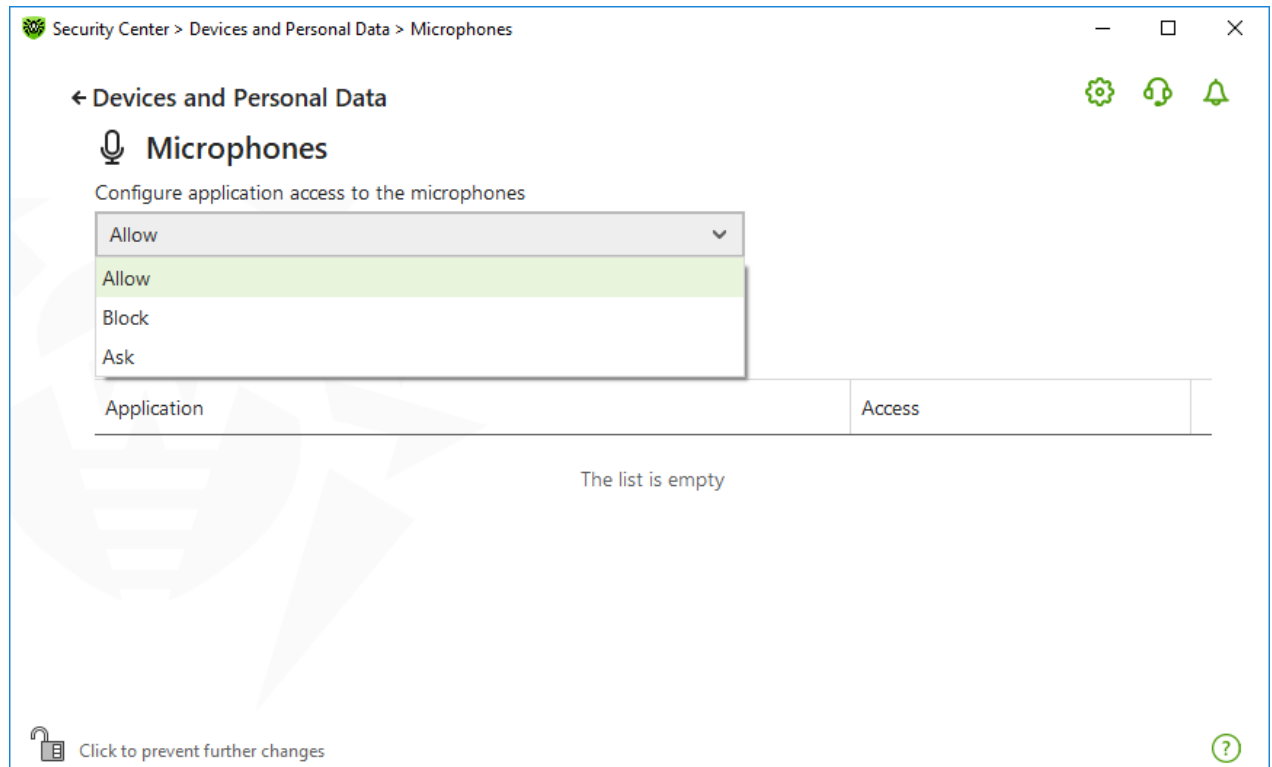 Security Center > Devices and Personal Data > Microphones
Devices and Personal Data
Microphones
Configure application access to the microphones
Allow
Allow
Block
Ask
Application Access
The list is empty
Click to prevent further changes
?